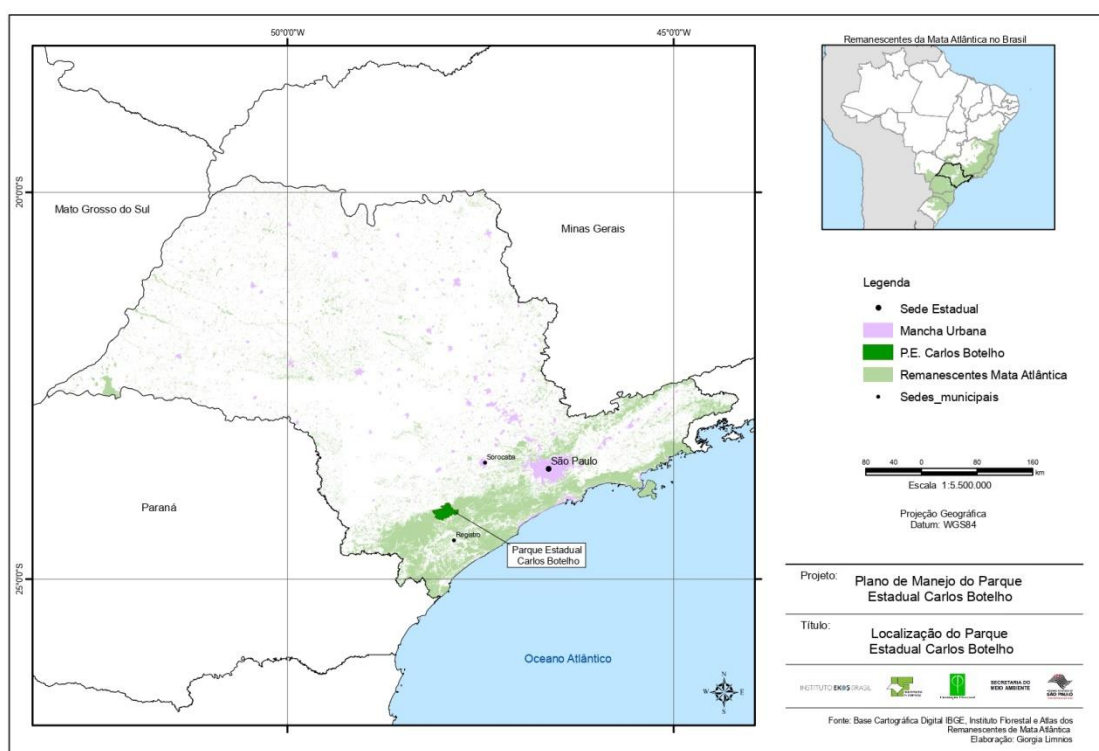 50°0'0"W
45°0'0"W
20°0'0"S
25°0'0"S
Mato Grosso do Sul
Minas Gerais
Sorocaba
São Paulo
Paraná
Registro
Parque Estadual
Carlos Botelho
Oceano Atlântico
Remanescentes da Mata Atlântica no Brasil
Legenda
Sede Estadual
Mancha Urbana
P.E. Carlos Botelho
Remanescentes Mata Atlântica
Sedes_municipais
80 40 0 80 160
km
Escala 1:5.500.000
Projeção Geográfica
Datum: WGS84
N
W E
S
Projeto: Plano de Manejo do Parque
Estadual Carlos Botelho
Título: Localização do Parque
Estadual Carlos Botelho
INSTITUTO EKOS BRASIL
SECRETARIA DO
MEIO AMBIENTE
SÃO PAULO
Fonte: Base Cartográfica Digital IBGE, Instituto Florestal e Atlas dos
Remanescentes de Mata Atlântica
Elaboração: Giorgia Limnios